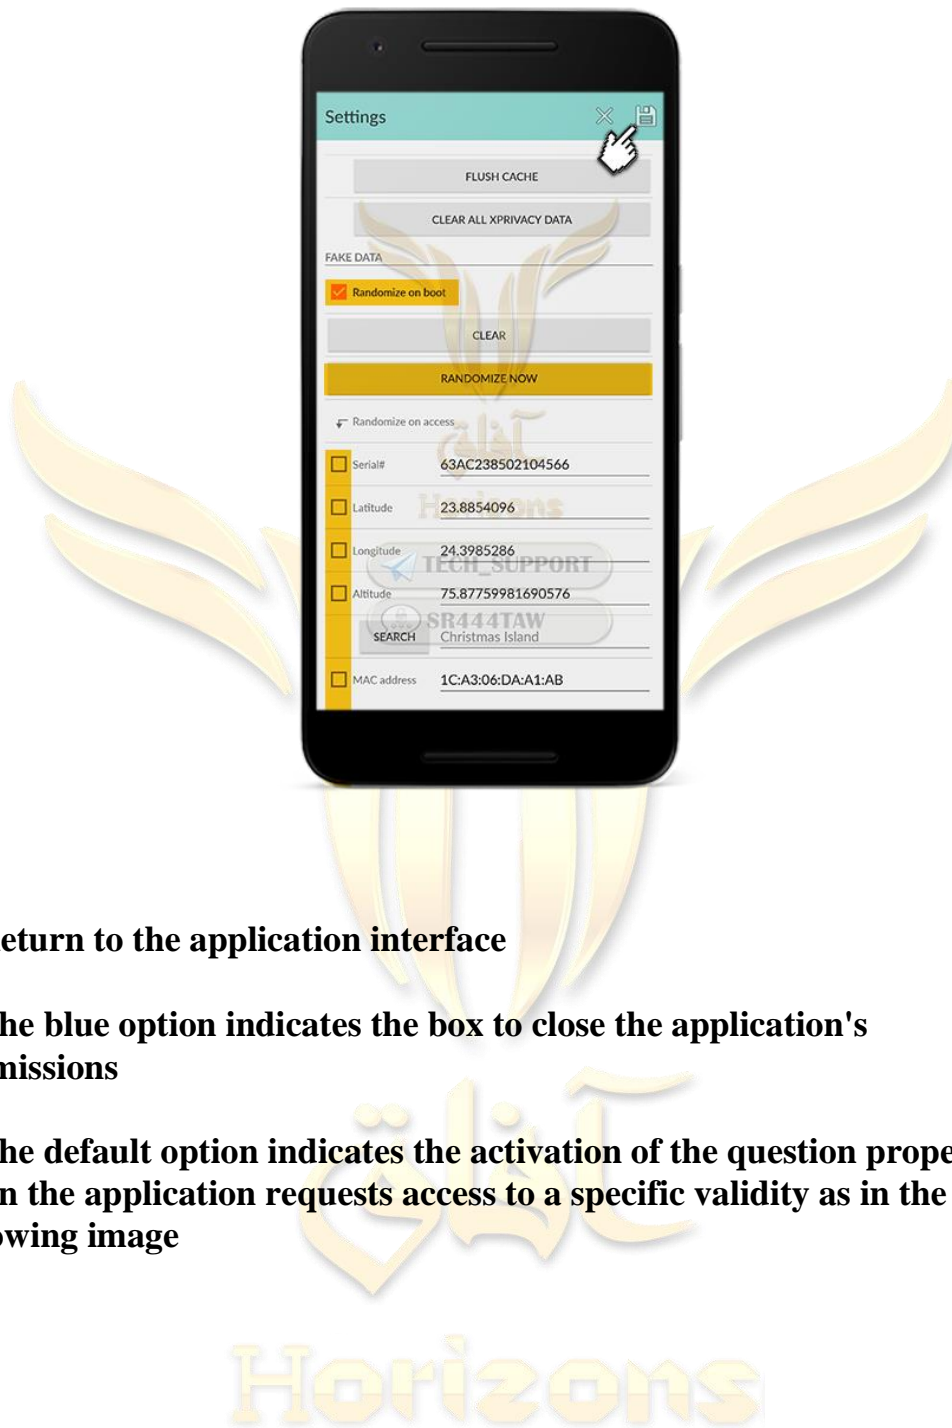 Settings
FLUSH CACHE
CLEAR ALL XPRIVACY DATA
FAKE DATA
Randomize on boot
CLEAR
RANDOMIZE NOW
Randomize on access
آفاق
Serial# 63AC238502104566
Latitude 23.8854096
Horizons
Longitude 24.3985286
TECH_SUPPORT
Altitude 75.87759981690576
SR444TAW
SEARCH Christmas Island
MAC address 1C:A3:06:DA:A1:AB
eturn to the application interface
he blue option indicates the box to close the application's
missions
he default option indicates the activation of the question prope
n the application requests access to a specific validity as in the
owing image
آفاق
Horizons